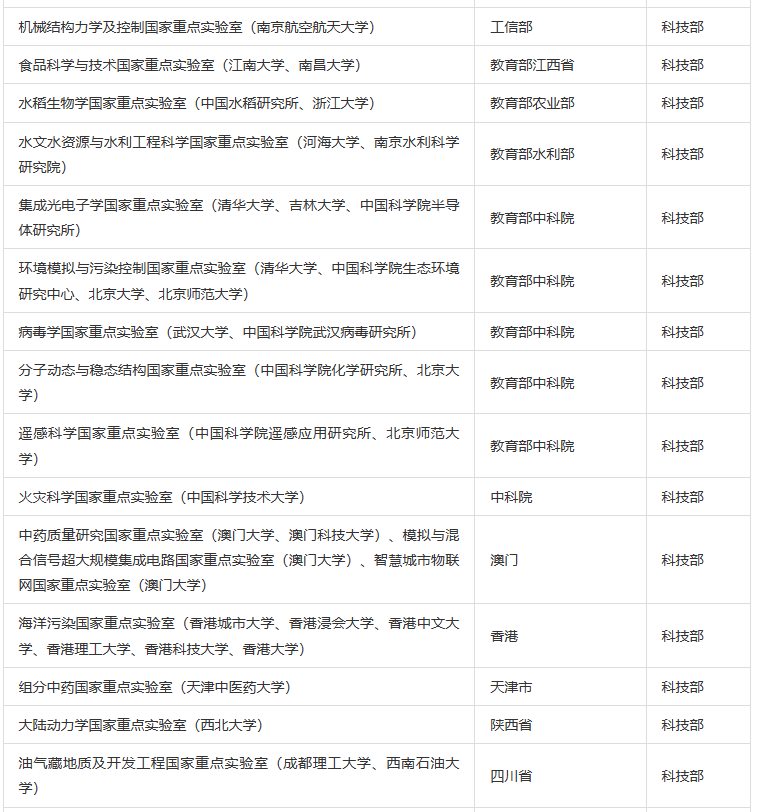 机械结构力学及控制国家重点实验室（南京航空航天大学）
工信部
科技部
食品科学与技术国家重点实验室（江南大学、南昌大学）
教育部江西省
科技部
水稻生物学国家重点实验室（中国水稻研究所、浙江大学）
教育部农业部
科技部
水文水资源与水利工程科学国家重点实验室（河海大学、南京水利科学
研究院）
教育部水利部
科技部
集成光电子学国家重点实验室（清华大学、吉林大学、中国科学院半导
体研究所）
教育部中科院
科技部
环境模拟与污染控制国家重点实验室（清华大学、中国科学院生态环境
研究中心、北京大学、北京师范大学）
教育部中科院
科技部
病毒学国家重点实验室（武汉大学、中国科学院武汉病毒研究所）
教育部中科院
科技部
分子动态与稳态结构国家重点实验室（中国科学院化学研究所、北京大
学）
教育部中科院
科技部
遥感科学国家重点实验室（中国科学院遥感应用研究所、北京师范大
学）
教育部中科院
科技部
火灾科学国家重点实验室（中国科学技术大学）
中科院
科技部
中药质量研究国家重点实验室（澳门大学、澳门科技大学）、模拟与混
合信号超大规模集成电路国家重点实验室（澳门大学）、智慧城市物联
网国家重点实验室（澳门大学）
澳门
科技部
海洋污染国家重点实验室（香港城市大学、香港浸会大学、香港中文大
学、香港理工大学、香港科技大学、香港大学）
香港
科技部
组分中药国家重点实验室（天津中医药大学）
天津市
科技部
大陆动力学国家重点实验室（西北大学）
陕西省
科技部
油气藏地质及开发工程国家重点实验室（成都理工大学、西南石油大
学）
四川省
科技部